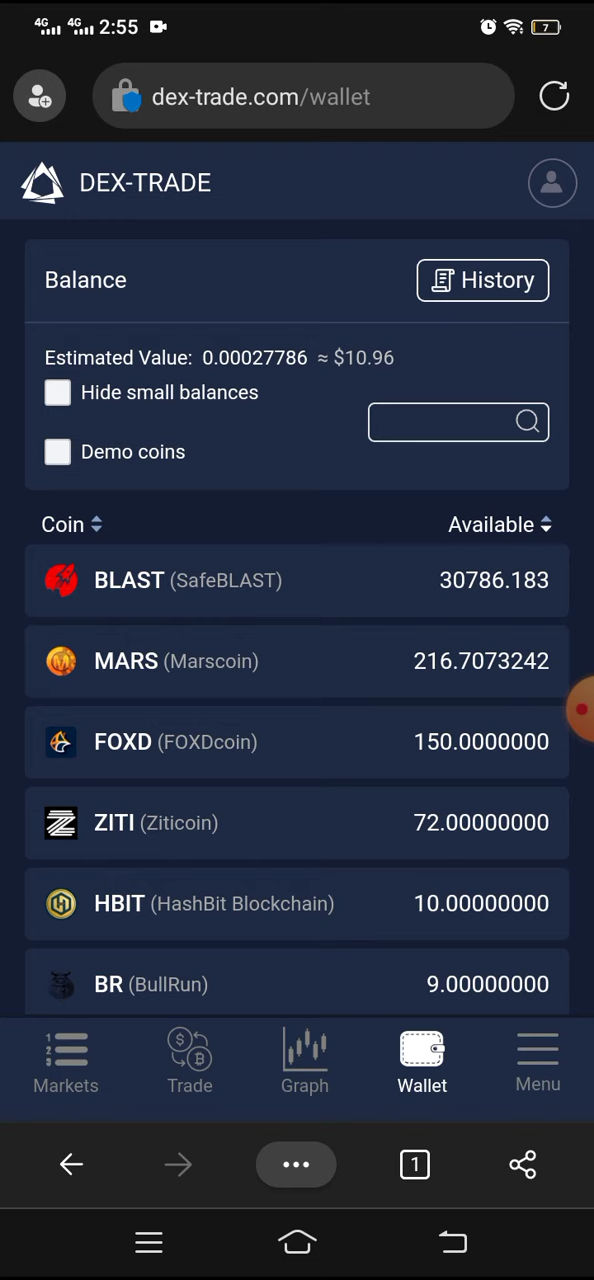 4G 4G 2:55 7
dex-trade.com/wallet
DEX-TRADE
Balance History
Estimated Value: 0.00027786 ≈ $10.96
Hide small balances
Demo coins
Coin Available
BLAST (SafeBLAST) 30786.183
MARS (Marscoin) 216.7073242
FOXD (FOXDcoin) 150.0000000
ZITI (Ziticoin) 72.00000000
HBIT (HashBit Blockchain) 10.00000000
BR (BullRun) 9.00000000
Markets Trade Graph Wallet Menu
1